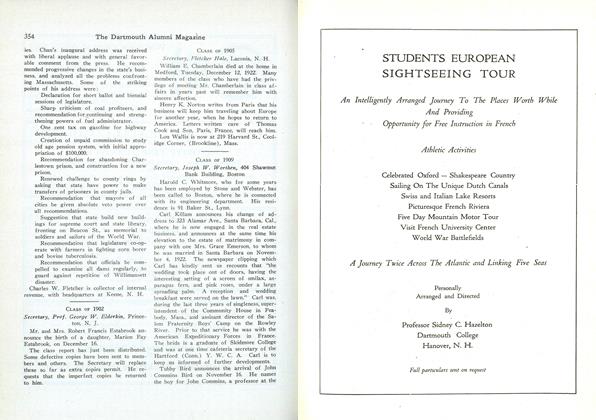 354 The Dartmouth Alumni Magazine
ies. Chan's inaugural address was received
with liberal applause and with general favor-
able comment from the press. He recom-
mended progressive changes in the state's busi-
ness, and analyzed all the problems confront-
ing Massachusetts. Some of the striking
points of his address were:
Declaration for short ballot and biennial
sessions of legislature.
Sharp criticism of coal profiteers, and
recommendation for continuing and strength-
ening powers of fuel administrator.
One cent tax on gasoline for highway
development.
Creation of unpaid commission to study
old age pension system, with initial appro-
priation of $100,000.
Recommendation for abandoning Char-
lestown prison, and construction for a new
prison.
Renewed challenge to county rings by
asking that state have power to make
transfers of prisoners in county jails.
Recommendation that mayors of all
cities be given absolute veto power over
all recommendations.
Suggestion that state build new build-
ings for supreme court and state library,
fronting on Beacon St., as memorial to
soldiers and sailors of the World War.
Recommendation that legislature co-op-
erate with farmers in fighting corn borer
and bovine tuberculosis.
Recommendation that officials be com-
pelled to examine all dams regularly, to
guard against repetition of Williamansett
disaster.
Charles W. Fletcher is collector of internal
revenue, with headquarters at Keene, N. H.
CLASS OF 1902
Secretary, Prof. George W. Elderkin, Prince-
ton, N. J.
Mr. and Mrs. Robert Francis Estabrook an-
nounce the birth of a daughter, Marion Fay
Estabrook, on December 16.
The class report has just been distributed.
Some defective copies have been sent to mem-
bers and others. The Secretary will replace
these so far as extra copies permit. He re-
quests that the imperfect copies be returned
to him.
CLASS OF 1905
Secretary, Fletcher Hale, Laconia, N. H.
William E. Chamberlain died at the home in
Medford, Tuesday, December 12, 1922. Many
members of the class who have had the priv-
ilege of meeting Mr. Chamberlain in class af-
fairs in years past will remember him with
sincere affection.
Henry K. Norton writes from Paris that his
business will keep him traveling about Europe
for another year, when he hopes to return to
America. Letters written care of Thomas
Cook and Son, Paris, France, will reach him.
Lou Wallis is now at 219 Harvard St., Cool-
idge Corner, (Brookline), Mass.
CLASS OF 1909
Secretary, Joseph W. Worthen, 404 Shawmut
Bank Building, Boston
Harold C. Whitmore, who for some years
has been employed by Stone and Webster, has
been called to Boston, where he is connected
with its engineering department. His resi-
dence is 91 Baker St., Lynn.
Carl Killam announces his change of ad-
dress to 323 Alamar Ave., Santa Barbara, Cal.,
where he is now engaged in the real estate
business, and announces at the same time his
elevation to the estate of matrimony in com-
pany with one Mrs. Grace Emerson, to whom
he was married in Santa Barbara on Novem-
ber 4, 1922. The newspaper clipping which
Carl has kindly sent us recounts that "the
wedding took place out of doors, having the
interesting setting of a screen of smilax, as-
paragus fern, and pink roses, under a large
spreading palm. A reception and wedding
breakfast were served on the lawn." Carl was,
during the last three years of singleness, super-
intendent of the Community House in Pea-
body, Mass., and assistant director of the Sa-
lem Fraternity Boys' Camp on the Rowley
River. Prior to that service he was with the
American Expeditionary Forces in France.
The bride is a graduate of Skidmore College
and was at one time cafeteria secretary of the
Hartford (Conn.) Y. W. C. A. Carl is to
keep us informed of further developments.
Tubby Bird announces the arrival of John
Commins Bird on November 16. He names
the boy for John Commins, a professor at the
STUDENTS EUROPEAN
SIGHTSEEING TOUR
An Intelligently Arranged Journey To The Places Worth While
And Providing
Opportunity for Free Instruction in French
Athletic Activities
Celebrated Oxford — Shakespeare Country
Sailing On The Unique Dutch Canals
Swiss and Italian Lake Resorts
Picturesque French Riviera
Five Day Mountain Motor Tour
Visit French University Center
World War Battlefields
A Journey Twice Across The Atlantic and Linking Five Seas
Personally
Arranged and Directed
By
Professor Sidney C. Hazelton
Dartmouth College
Hanover, N. H.
Full particulars sent on request